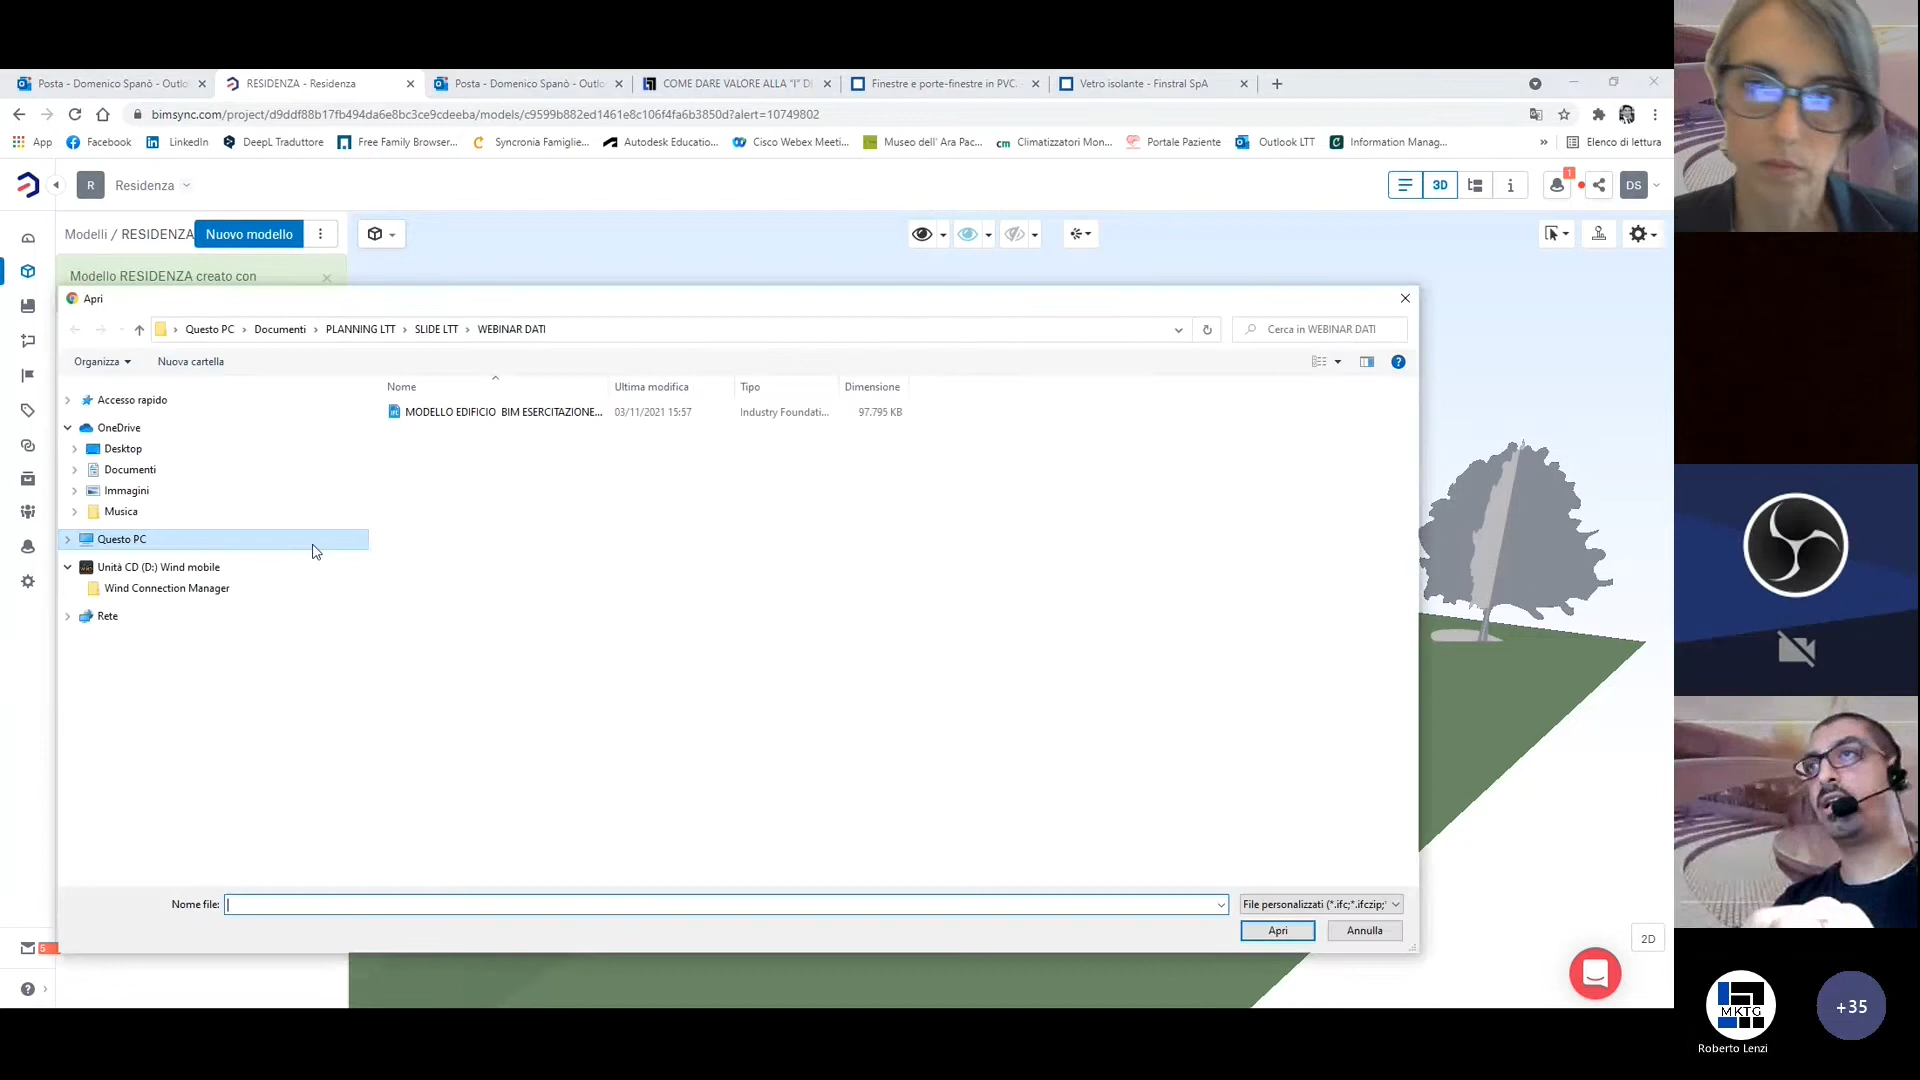 Posta - Domenico Spanò - Outlo
RESIDENZA - Residenza
Posta - Domenico Spanò - Outlo
COME DARE VALORE ALLA "I" DI
Finestre e porte-finestre in PVC
Vetro isolante - Finstral SpA
bimsync.com/project/d9ddf88b17fb494da6e8bc3ce9cdeeba/models/c9599b882ed1461e8c106f4fa6b3850d?alert=10749802
App
Facebook
LinkedIn
DeepL Traduttore
Free Family Browser...
Syncronia Famiglie...
Autodesk Educatio...
Cisco Webex Meeti...
Museo dell' Ara Pac...
cm Climatizzatori Mon...
Portale Paziente
Outlook LTT
Information Manag...
»
Elenco di lettura
R
Residenza
3D
1
DS
Modelli / RESIDENZA
Nuovo modello
Modello RESIDENZA creato con
Apri
Questo PC > Documenti > PLANNING LTT > SLIDE LTT > WEBINAR DATI
Cerca in WEBINAR DATI
Organizza
Nuova cartella
Nome
Ultima modifica
Tipo
Dimensione
MODELLO EDIFICIO BIM ESERCITAZIONE...
03/11/2021 15:57
Industry Foundati...
97.795 KB
Accesso rapido
OneDrive
Desktop
Documenti
Immagini
Musica
Questo PC
Unità CD (D:) Wind mobile
Wind Connection Manager
Rete
Nome file:
File personalizzati (*.ifc;*.ifczip;*
Apri
Annulla
5
2D
MKTG
Roberto Lenzi
+35